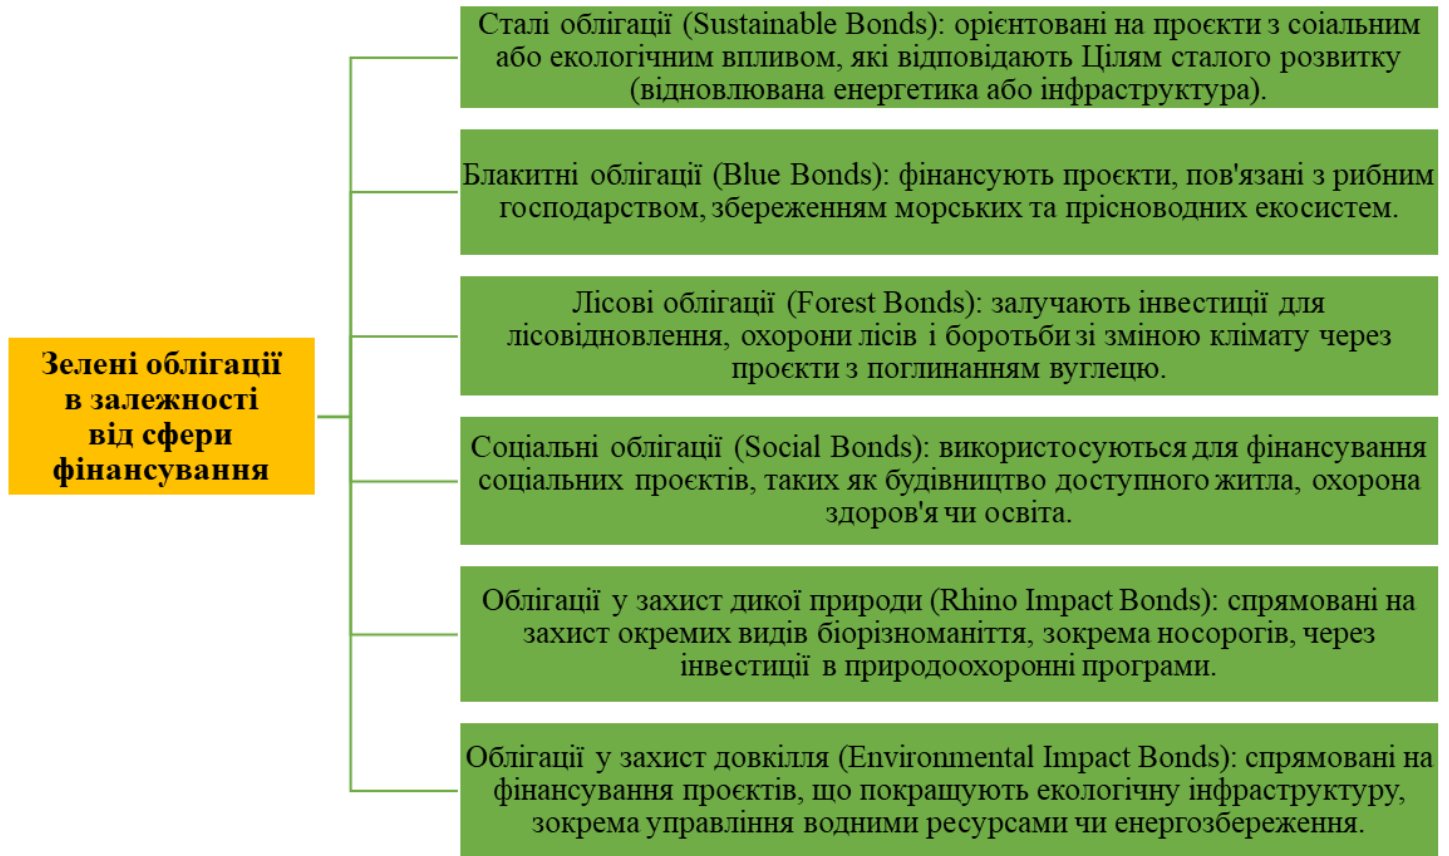 Зелені облігації
в залежності
від сфери
фінансування
Сталі облігації (Sustainable Bonds): орієнтовані на проєкти з соіальним
або екологічним впливом, які відповідають Цілям сталого розвитку
(відновлювана енергетика або інфраструктура).
Блакитні облігації (Blue Bonds): фінансують проєкти, пов'язані з рибним
господарством, збереженням морських та прісноводних екосистем.
Лісові облігації (Forest Bonds): залучають інвестиції для
лісовідновлення, охорони лісів і боротьби зі зміною клімату через
проєкти з поглинанням вуглецю.
Соціальні облігації (Social Bonds): використосуються для фінансування
соціальних проєктів, таких як будівництво доступного житла, охорона
здоров'я чи освіта.
Облігації у захист дикої природи (Rhino Impact Bonds): спрямовані на
захист окремих видів біорізноманіття, зокрема носорогів, через
інвестиції в природоохоронні програми.
Облігації у захист довкілля (Environmental Impact Bonds): спрямовані на
фінансування проєктів, що покращують екологічну інфраструктуру,
зокрема управління водними ресурсами чи енергозбереження.